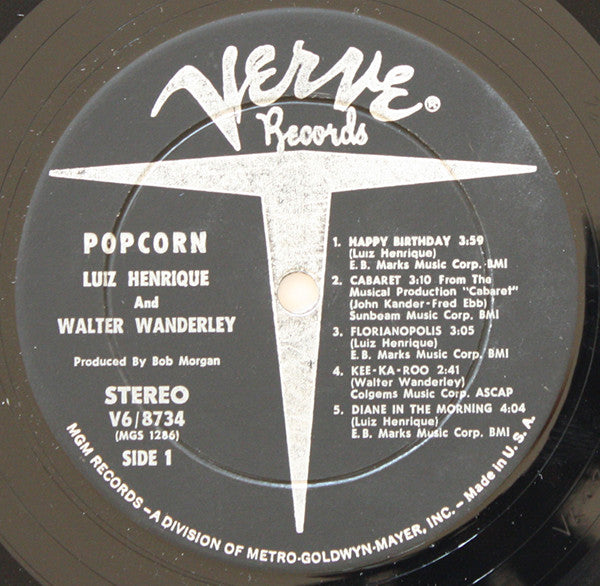 Verve®
Records
POPCORN
LUIZ HENRIQUE
And
WALTER WANDERLEY
Produced By Bob Morgan
STEREO
V6/8734
(MGS 1286)
SIDE 1
1. HAPPY BIRTHDAY 3:59
(Luiz Henrique)
E.B. Marks Music Corp. BMI
2. CABARET 3:10 From The
Musical Production "Cabaret"
(John Kander-Fred Ebb)
Sunbeam Music Corp. BMI
3. FLORIANOPOLIS 3:05
(Luiz Henrique)
E.B. Marks Music Corp. BMI
4. KEE-KA-ROO 2:41
(Walter Wanderley)
Colgems Music Corp. ASCAP
5. DIANE IN THE MORNING 4:04
(Luiz Henrique)
E.B. Marks Music Corp. BMI
MGM RECORDS – A DIVISION OF METRO-GOLDWYN-MAYER, INC. – Made in U.S.A.